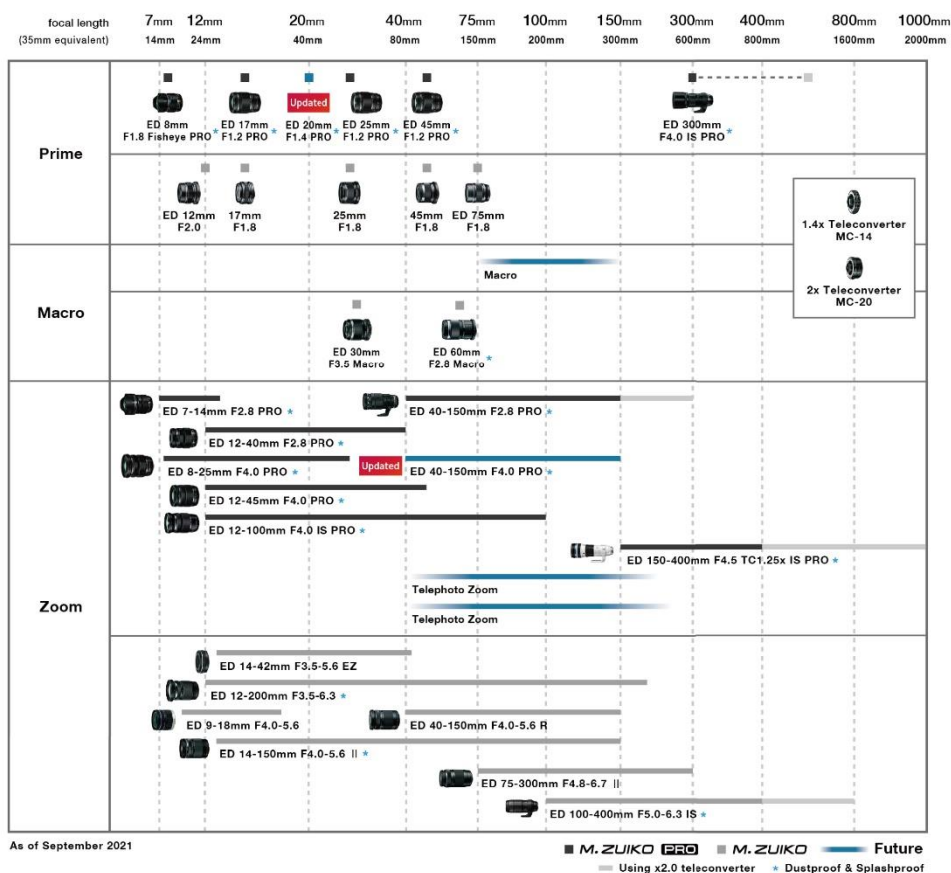 focal length 7mm 12mm 20mm 40mm 75mm 100mm 150mm 300mm 400mm 800mm 1000mm
(35mm equivalent) 14mm 24mm 40mm 80mm 150mm 200mm 300mm 600mm 800mm 1600mm 2000mm
Prime
Updated
ED 8mm
F1.8 Fisheye PRO *
ED 17mm
F1.2 PRO *
ED 20mm
F1.4 PRO *
ED 25mm
F1.2 PRO *
ED 45mm
F1.2 PRO *
ED 300mm
F4.0 IS PRO *
ED 12mm
F2.0
17mm
F1.8
25mm
F1.8
45mm
F1.8
ED 75mm
F1.8
1.4x Teleconverter
MC-14
2x Teleconverter
MC-20
Macro
Macro
ED 30mm
F3.5 Macro
ED 60mm
F2.8 Macro *
Zoom
ED 7-14mm F2.8 PRO *
ED 40-150mm F2.8 PRO *
ED 12-40mm F2.8 PRO *
ED 8-25mm F4.0 PRO *
Updated
ED 40-150mm F4.0 PRO *
ED 12-45mm F4.0 PRO *
ED 12-100mm F4.0 IS PRO *
ED 150-400mm F4.5 TC1.25x IS PRO *
Telephoto Zoom
Telephoto Zoom
ED 14-42mm F3.5-5.6 EZ
ED 12-200mm F3.5-6.3 *
ED 9-18mm F4.0-5.6
ED 40-150mm F4.0-5.6 R
ED 14-150mm F4.0-5.6 II *
ED 75-300mm F4.8-6.7 II
ED 100-400mm F5.0-6.3 IS *
As of September 2021
M.ZUIKO PRO M.ZUIKO Future
Using x2.0 teleconverter * Dustproof & Splashproof